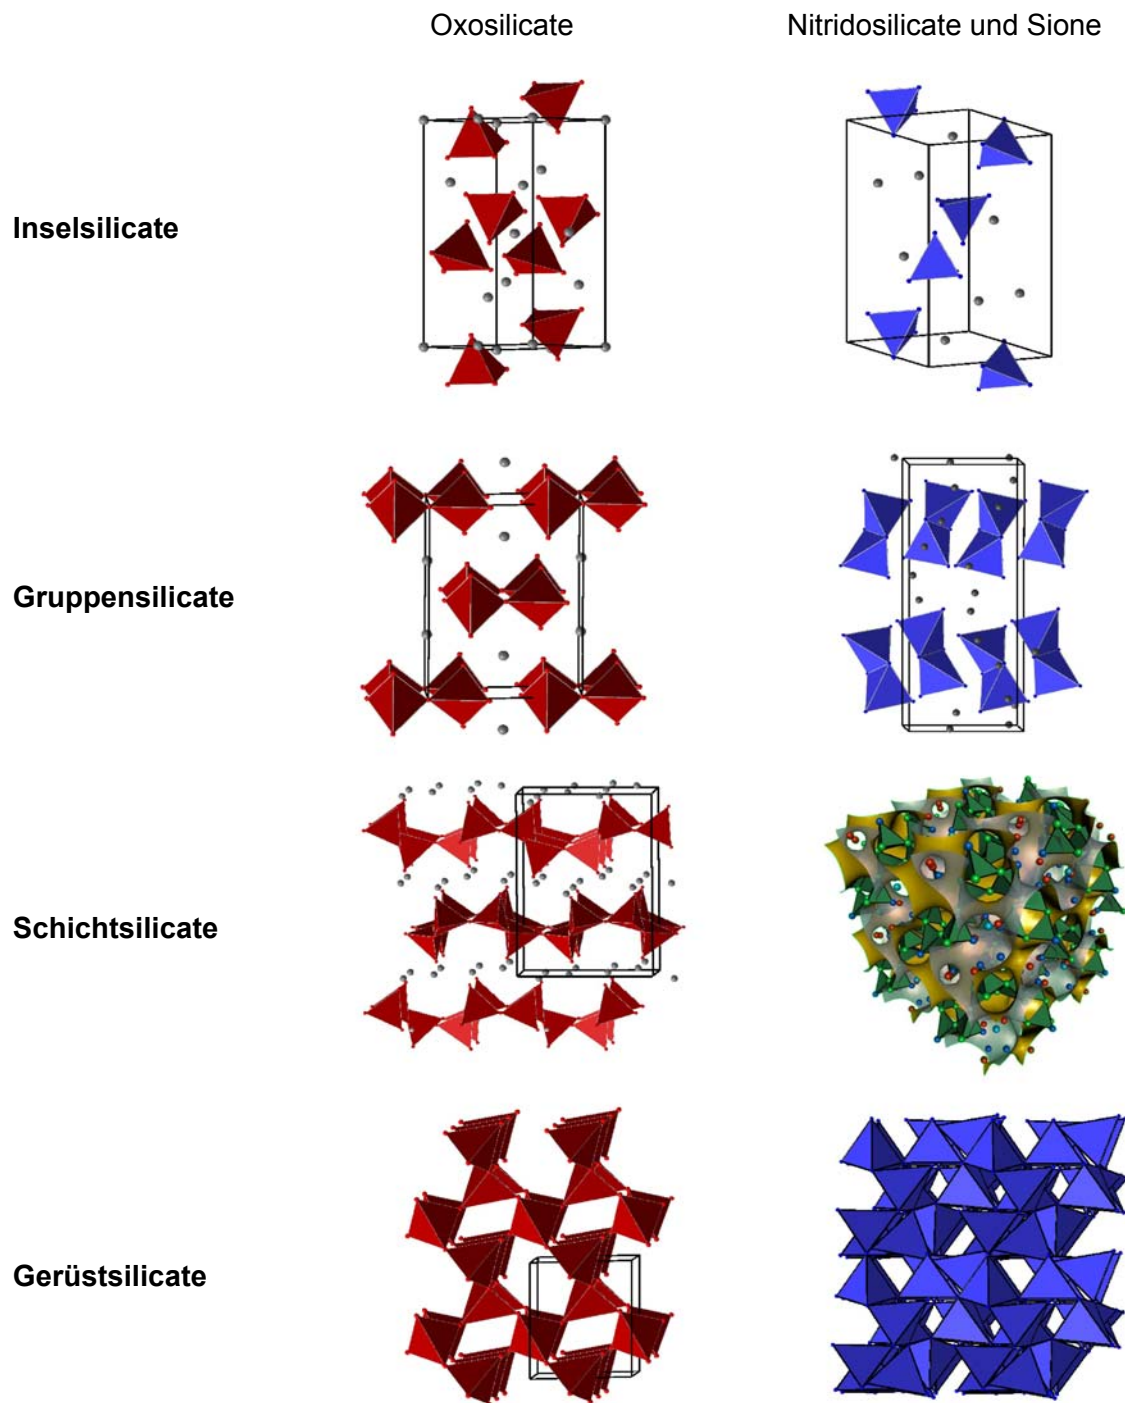 Oxosilicate
Nitridosilicate und Sione
Inselsilicate
Gruppensilicate
Schichtsilicate
Gerüstsilicate